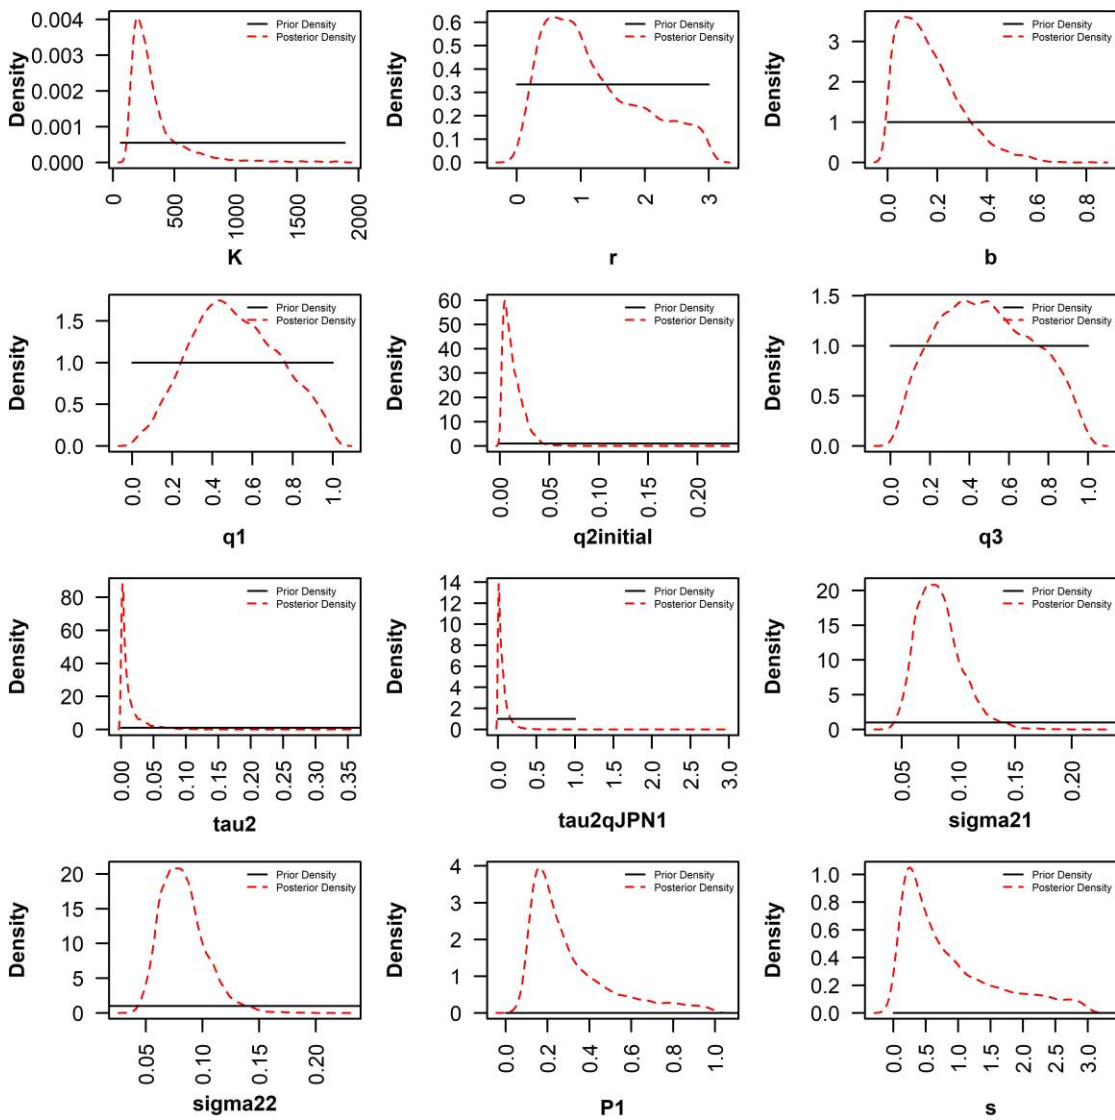 Density
0.004
0.003
0.002
0.001
0.000
Prior Density
Posterior Density
0
500
1000
1500
2000
K
Density
0.6
0.5
0.4
0.3
0.2
0.1
0.0
Prior Density
Posterior Density
0
1
2
3
r
Density
3
2
1
0
Prior Density
Posterior Density
0.0
0.2
0.4
0.6
0.8
b
Density
1.5
1.0
0.5
0.0
Prior Density
Posterior Density
0.0
0.2
0.4
0.6
0.8
1.0
q1
Density
60
50
40
30
20
10
0
Prior Density
Posterior Density
0.00
0.05
0.10
0.15
0.20
q2initial
Density
1.5
1.0
0.5
0.0
Prior Density
Posterior Density
0.0
0.2
0.4
0.6
0.8
1.0
q3
Density
80
60
40
20
0
Prior Density
Posterior Density
0.00
0.05
0.10
0.15
0.20
0.25
0.30
0.35
tau2
Density
14
12
10
8
6
4
2
0
Prior Density
Posterior Density
0.0
0.5
1.0
1.5
2.0
2.5
3.0
tau2qJPN1
Density
20
15
10
5
0
Prior Density
Posterior Density
0.05
0.10
0.15
0.20
sigma21
Density
20
15
10
5
0
Prior Density
Posterior Density
0.05
0.10
0.15
0.20
sigma22
Density
4
3
2
1
0
Prior Density
Posterior Density
0.0
0.2
0.4
0.6
0.8
1.0
P1
Density
1.0
0.8
0.6
0.4
0.2
0.0
Prior Density
Posterior Density
0.0
0.5
1.0
1.5
2.0
2.5
3.0
s